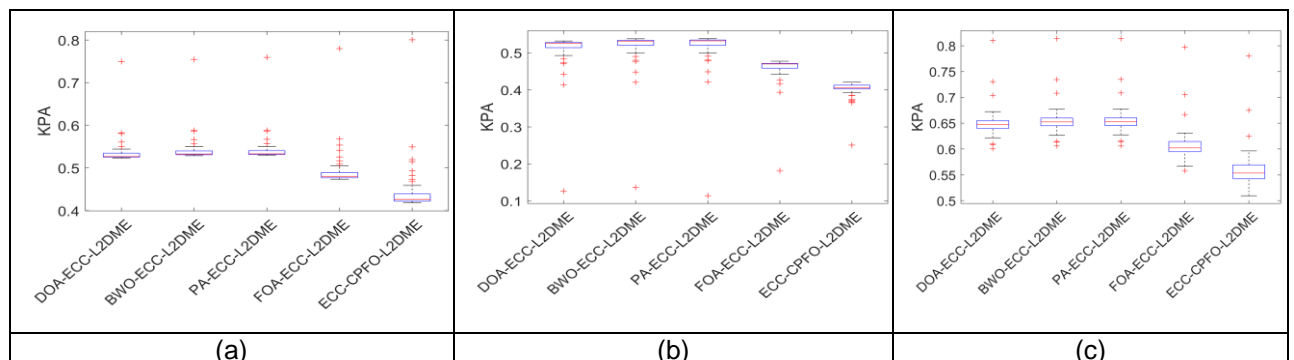 0.8
0.7
0.6
0.5
0.4
KPA
DOA-ECC-L2DME
BWO-ECC-L2DME
PA-ECC-L2DME
FOA-ECC-L2DME
ECC-CPFO-L2DME
(a)
0.5
0.4
0.3
0.2
0.1
KPA
DOA-ECC-L2DME
BWO-ECC-L2DME
PA-ECC-L2DME
FOA-ECC-L2DME
ECC-CPFO-L2DME
(b)
0.8
0.75
0.7
0.65
0.6
0.55
0.5
KPA
DOA-ECC-L2DME
BWO-ECC-L2DME
PA-ECC-L2DME
FOA-ECC-L2DME
ECC-CPFO-L2DME
(c)